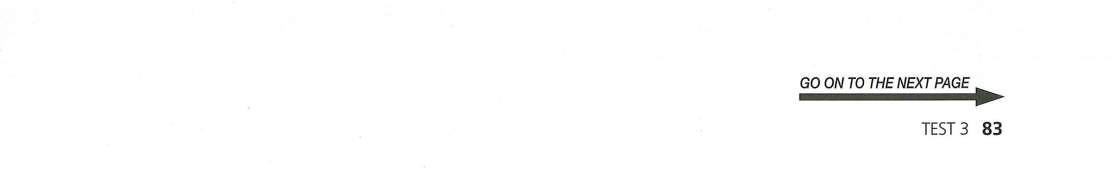 GO ON TO THE NEXT PAGE
TEST 3 83